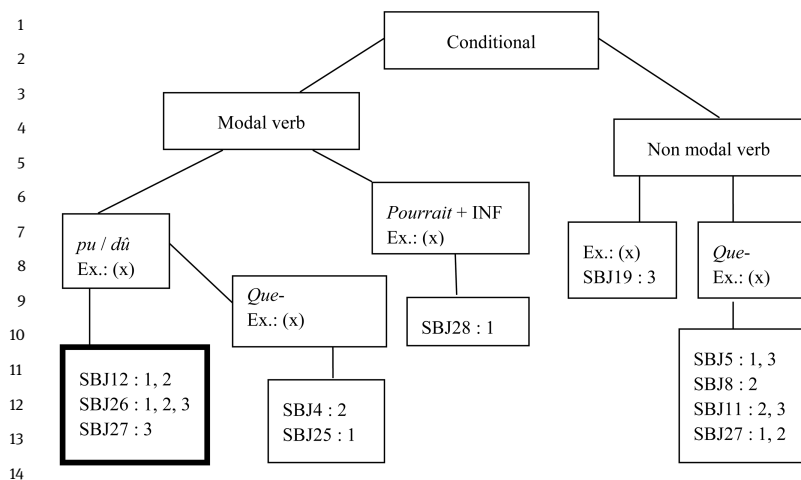 1
2
3
4
5
6
7
8
9
10
11
12
13
14
Conditional
Modal verb
Non modal verb
pu / dû
Ex.: (x)
Pourrait + INF
Ex.: (x)
Ex.: (x)
SBJ19 : 3
Que-
Ex.: (x)
Que-
Ex.: (x)
SBJ28 : 1
SBJ12 : 1, 2
SBJ26 : 1, 2, 3
SBJ27 : 3
SBJ4 : 2
SBJ25 : 1
SBJ5 : 1, 3
SBJ8 : 2
SBJ11 : 2, 3
SBJ27 : 1, 2